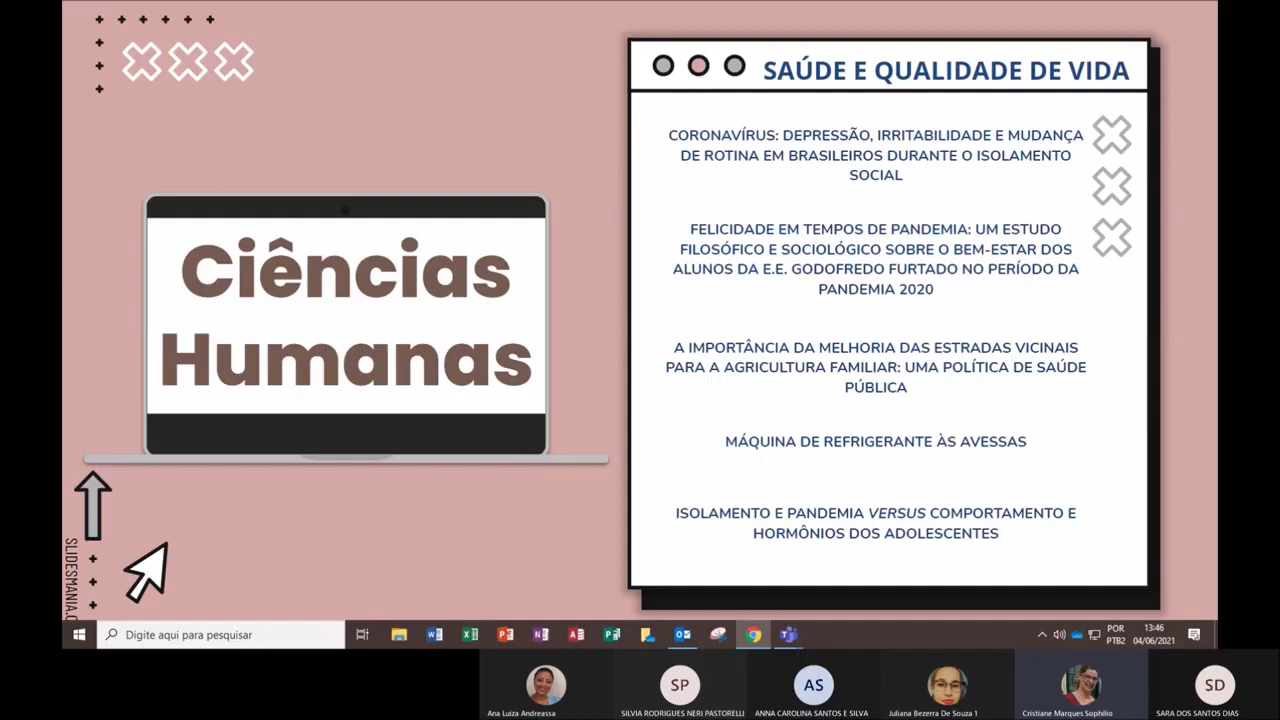 Ciências
Humanas
SAÚDE E QUALIDADE DE VIDA
CORONAVÍRUS: DEPRESSÃO, IRRITABILIDADE E MUDANÇA
DE ROTINA EM BRASILEIROS DURANTE O ISOLAMENTO
SOCIAL
FELICIDADE EM TEMPOS DE PANDEMIA: UM ESTUDO
FILOSÓFICO E SOCIOLÓGICO SOBRE O BEM-ESTAR DOS
ALUNOS DA E.E. GODOFREDO FURTADO NO PERÍODO DA
PANDEMIA 2020
A IMPORTÂNCIA DA MELHORIA DAS ESTRADAS VICINAIS
PARA A AGRICULTURA FAMILIAR: UMA POLÍTICA DE SAÚDE
PÚBLICA
MÁQUINA DE REFRIGERANTE ÀS AVESSAS
ISOLAMENTO E PANDEMIA VERSUS COMPORTAMENTO E
HORMÔNIOS DOS ADOLESCENTES
SLIDESMANIA.C
Digite aqui para pesquisar
POR
PTB2
13:46
04/06/2021
SP
AS
SD
Ana Luiza Andreassa
SILVIA RODRIGUES NERI PASTORELLI
ANNA CAROLINA SANTOS E SILVA
Juliana Bezerra De Souza 1
Cristiane Marques Sophilio
SARA DOS SANTOS DIAS